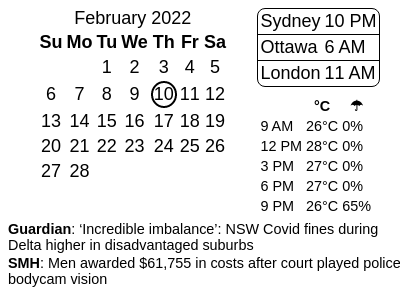 February 2022
Su Mo Tu We Th Fr Sa
1 2 3 4 5
6 7 8 9 10 11 12
13 14 15 16 17 18 19
20 21 22 23 24 25 26
27 28
Sydney 10 PM
Ottawa 6 AM
London 11 AM
°C ☂
9 AM 26°C 0%
12 PM 28°C 0%
3 PM 27°C 0%
6 PM 27°C 0%
9 PM 26°C 65%
Guardian: ‘Incredible imbalance’: NSW Covid fines during
Delta higher in disadvantaged suburbs
SMH: Men awarded $61,755 in costs after court played police
bodycam vision